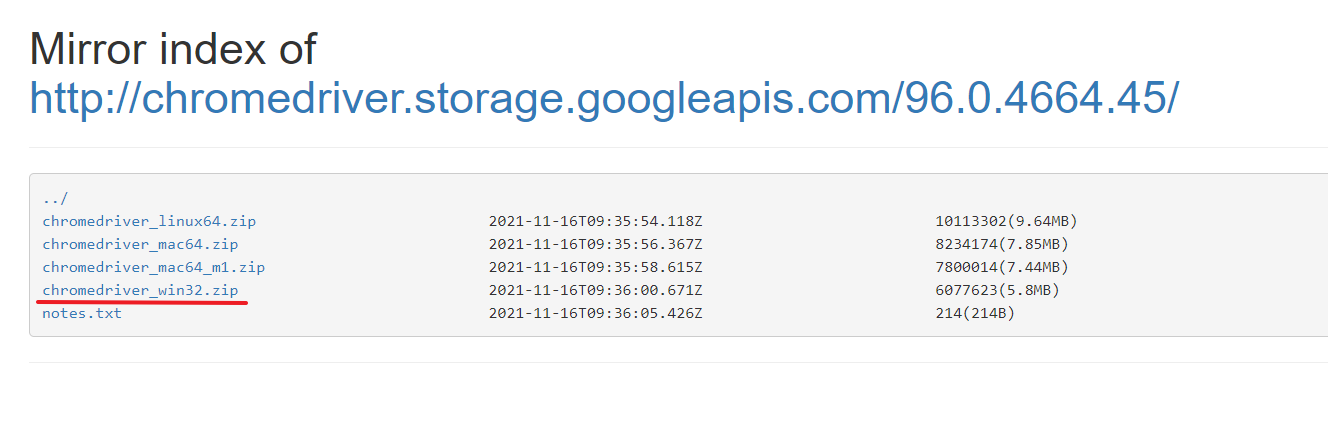 Mirror index of
http://chromedriver.storage.googleapis.com/96.0.4664.45/
../
chromedriver_linux64.zip 2021-11-16T09:35:54.118Z 10113302(9.64MB)
chromedriver_mac64.zip 2021-11-16T09:35:56.367Z 8234174(7.85MB)
chromedriver_mac64_m1.zip 2021-11-16T09:35:58.615Z 7800014(7.44MB)
chromedriver_win32.zip 2021-11-16T09:36:00.671Z 6077623(5.8MB)
notes.txt 2021-11-16T09:36:05.426Z 214(214B)